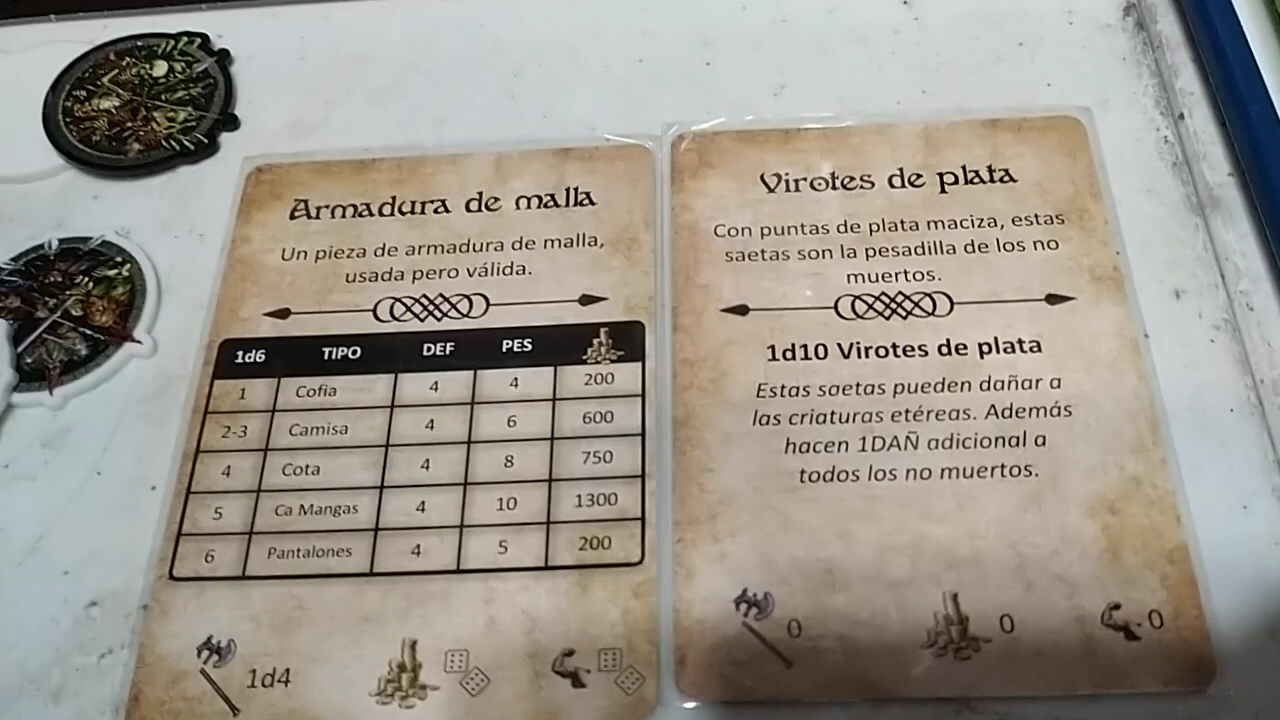 Armadura de malla
Un pieza de armadura de malla,
usada pero válida.
1d6 TIPO DEF PES
1 Cofia 4 4 200
2-3 Camisa 4 6 600
4 Cota 4 8 750
5 Ca Mangas 4 10 1300
6 Pantalones 4 5 200
1d4
Virotes de plata
Con puntas de plata maciza, estas
saetas son la pesadilla de los no
muertos.
1d10 Virotes de plata
Estas saetas pueden dañar a
las criaturas etéreas. Además
hacen 1DAÑ adicional a
todos los no muertos.
0 0 0